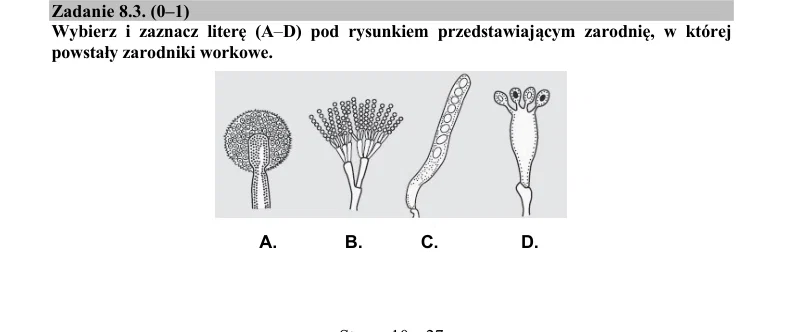 Zadanie 8.3. (0–1)
Wybierz i zaznacz literę (A–D) pod rysunkiem przedstawiającym zarodnię, w której
powstały zarodniki workowe.
A. B. C. D.